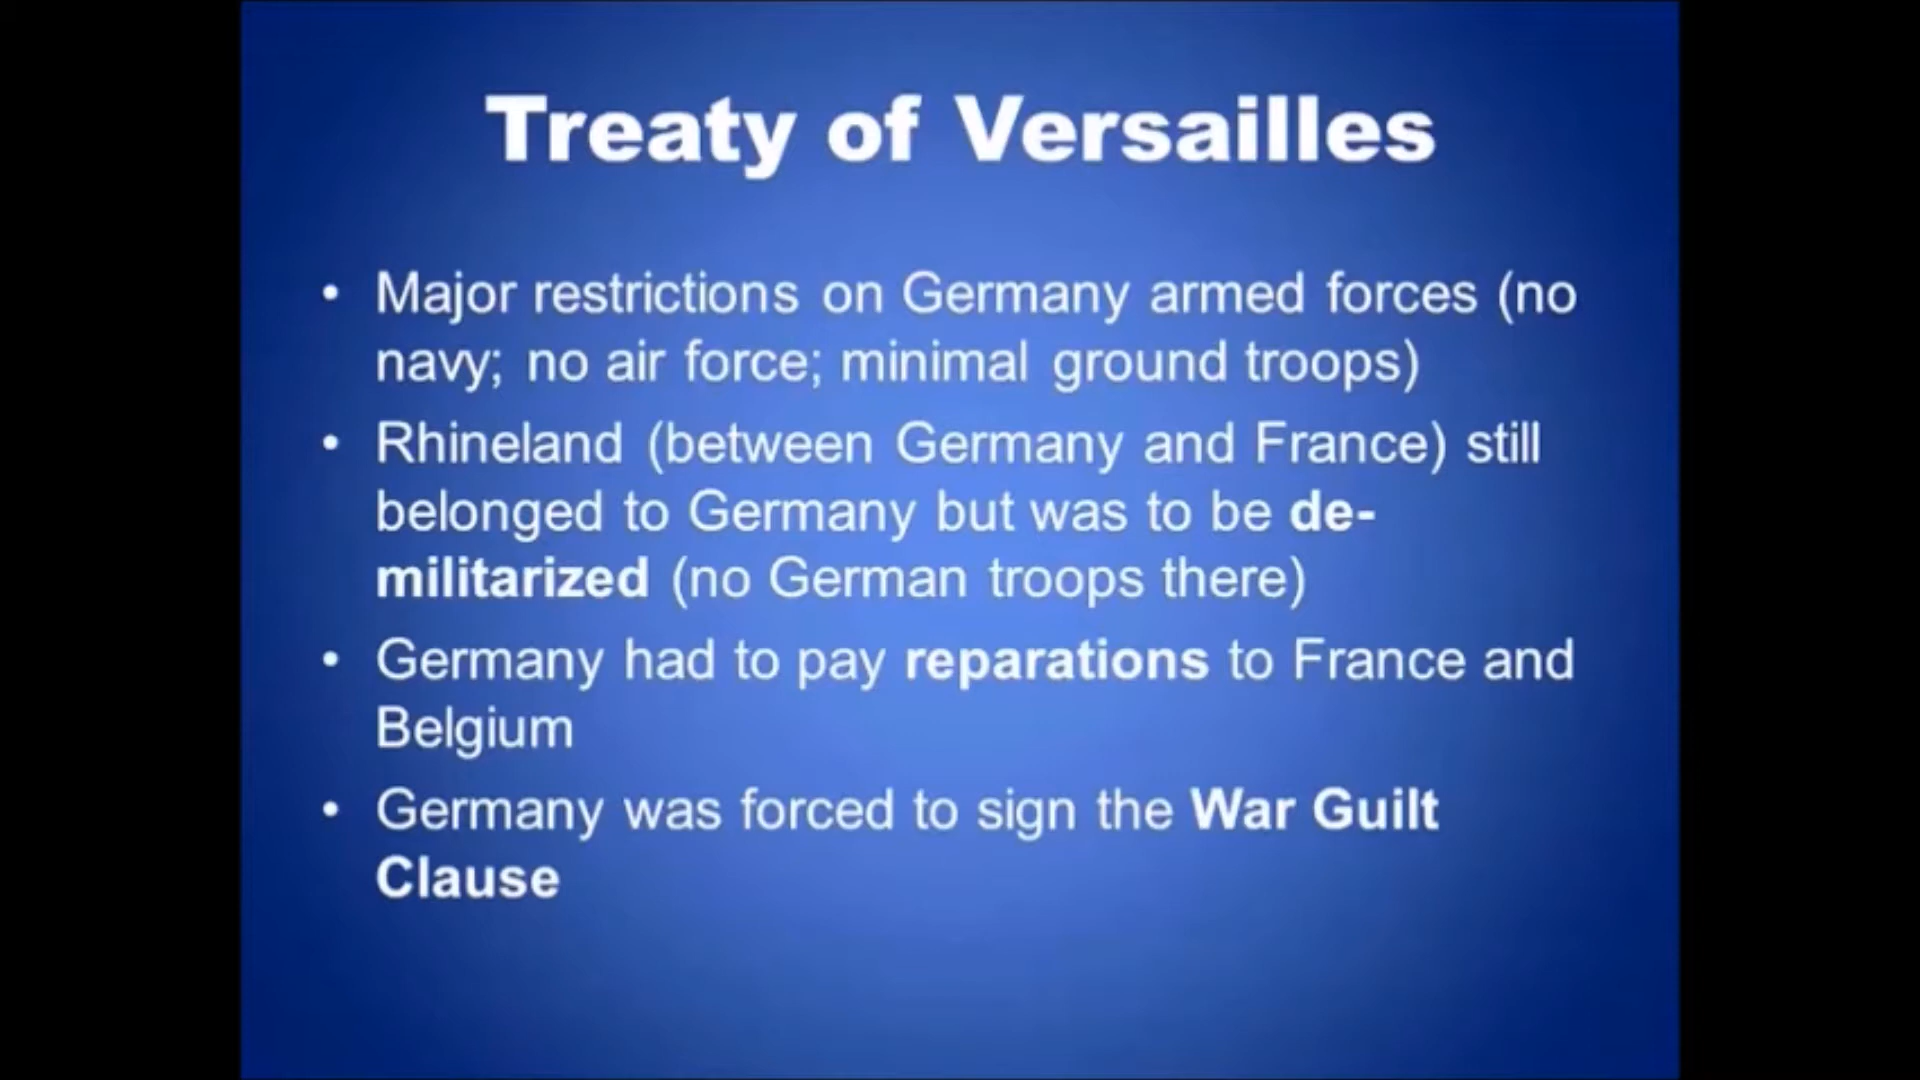 Treaty of Versailles
• Major restrictions on Germany armed forces (no
navy; no air force; minimal ground troops)
• Rhineland (between Germany and France) still
belonged to Germany but was to be de-
militarized (no German troops there)
• Germany had to pay reparations to France and
Belgium
• Germany was forced to sign the War Guilt
Clause